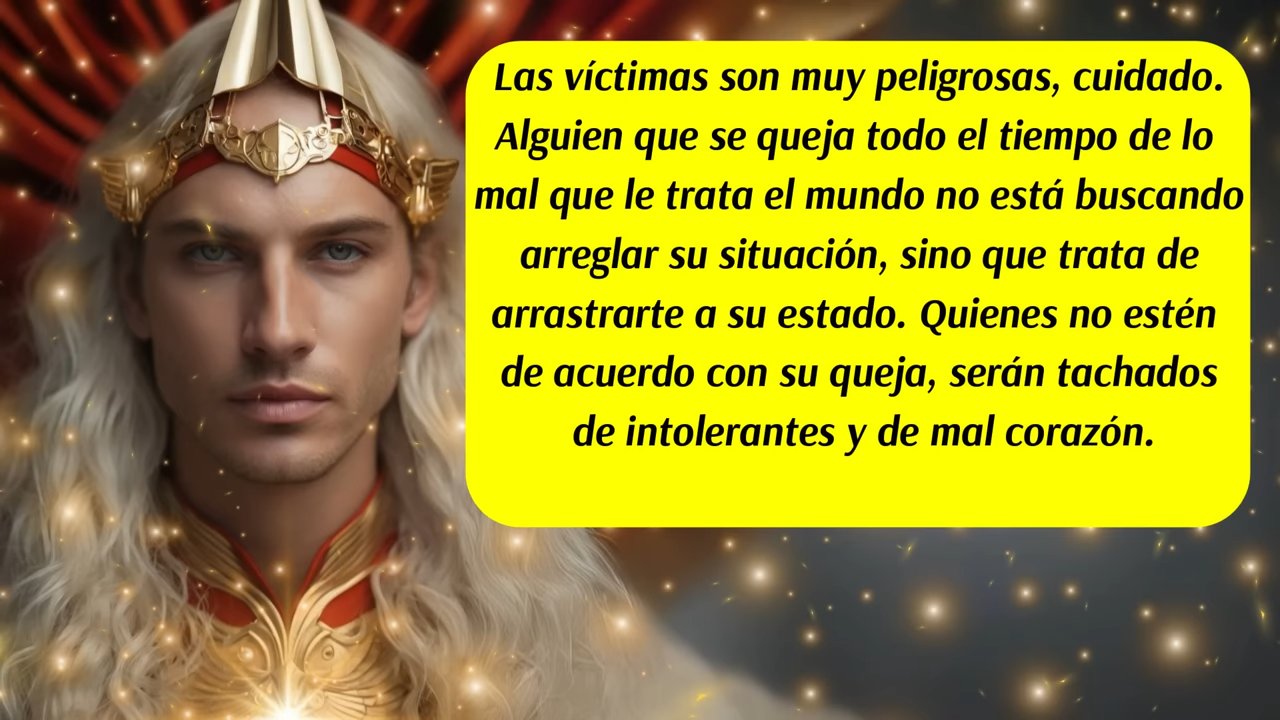 Las víctimas son muy peligrosas, cuidado.
Alguien que se queja todo el tiempo de lo
mal que le trata el mundo no está buscando
arreglar su situación, sino que trata de
arrastrarte a su estado. Quienes no estén
de acuerdo con su queja, serán tachados
de intolerantes y de mal corazón.